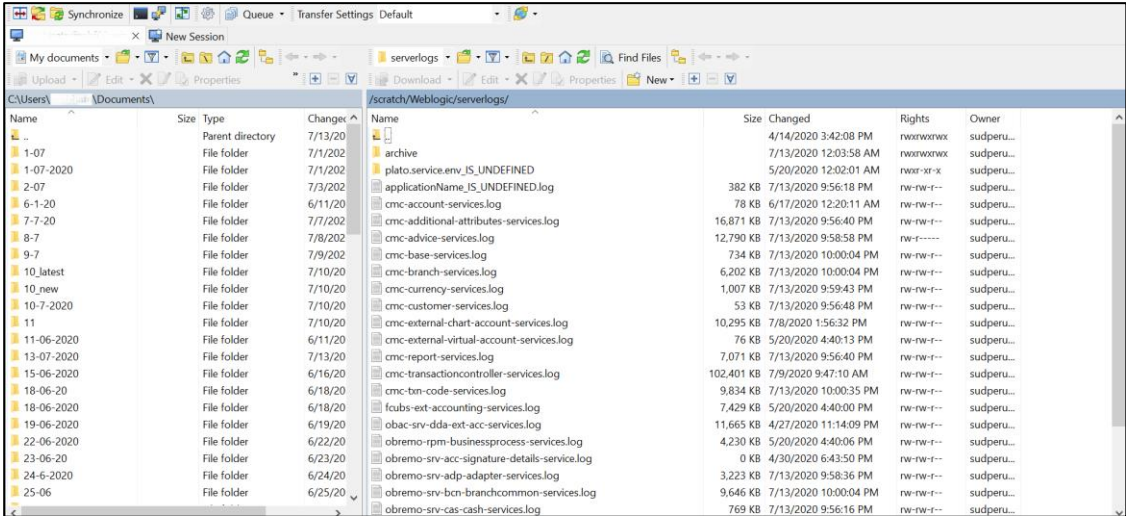 Synchronize Queue Transfer Settings Default
New Session
My documents serverlogs Find Files
Upload Edit Properties " Download Edit Properties New
C:\Users\ \Documents\ /scratch/Weblogic/serverlogs/
Name Size Type Changed Name Size Changed Rights Owner
.. Parent directory 7/13/20 4/14/2020 3:42:08 PM rwxrwxrwx sudperu...
1-07 File folder 7/1/202 archive 7/13/2020 12:03:58 AM rwxrwxrwx sudperu...
1-07-2020 File folder 7/1/202 plato.service.env_IS_UNDEFINED 5/20/2020 12:02:01 AM rwxr-xr-x sudperu...
2-07 File folder 7/3/202 applicationName_IS_UNDEFINED.log 382 KB 7/13/2020 9:56:18 PM rw-rw-r-- sudperu...
6-1-20 File folder 6/11/20 cmc-account-services.log 78 KB 6/17/2020 12:20:11 AM rw-rw-r-- sudperu...
7-7-20 File folder 7/7/202 cmc-additional-attributes-services.log 16,871 KB 7/13/2020 9:56:40 PM rw-rw-r-- sudperu...
8-7 File folder 7/8/202 cmc-advice-services.log 12,790 KB 7/13/2020 9:58:58 PM rw-r----- sudperu...
9-7 File folder 7/9/202 cmc-base-services.log 734 KB 7/13/2020 10:00:04 PM rw-rw-r-- sudperu...
10_latest File folder 7/10/20 cmc-branch-services.log 6,202 KB 7/13/2020 10:00:04 PM rw-rw-r-- sudperu...
10_new File folder 7/10/20 cmc-currency-services.log 1,007 KB 7/13/2020 9:59:43 PM rw-rw-r-- sudperu...
10-7-2020 File folder 7/10/20 cmc-customer-services.log 53 KB 7/13/2020 9:56:48 PM rw-rw-r-- sudperu...
11 File folder 7/10/20 cmc-external-chart-account-services.log 10,295 KB 7/8/2020 1:56:32 PM rw-rw-r-- sudperu...
11-06-2020 File folder 6/11/20 cmc-external-virtual-account-services.log 76 KB 5/20/2020 4:40:13 PM rw-rw-r-- sudperu...
13-07-2020 File folder 7/13/20 cmc-report-services.log 7,071 KB 7/13/2020 9:56:40 PM rw-rw-r-- sudperu...
15-06-2020 File folder 6/16/20 cmc-transactioncontroller-services.log 102,401 KB 7/9/2020 9:47:10 AM rw-rw-r-- sudperu...
18-06-20 File folder 6/18/20 cmc-txn-code-services.log 9,834 KB 7/13/2020 10:00:35 PM rw-rw-r-- sudperu...
18-06-2020 File folder 6/18/20 fcubs-ext-accounting-services.log 7,429 KB 5/20/2020 4:40:00 PM rw-rw-r-- sudperu...
19-06-2020 File folder 6/19/20 obac-srv-dda-ext-acc-services.log 11,665 KB 4/27/2020 11:14:09 PM rw-rw-r-- sudperu...
22-06-2020 File folder 6/22/20 obremo-rpm-businessprocess-services.log 4,230 KB 5/20/2020 4:40:06 PM rw-rw-r-- sudperu...
23-06-20 File folder 6/23/20 obremo-srv-acc-signature-details-service.log 0 KB 4/30/2020 6:43:50 PM rw-rw-r-- sudperu...
24-6-2020 File folder 6/24/20 obremo-srv-adp-adapter-services.log 3,223 KB 7/13/2020 9:58:36 PM rw-rw-r-- sudperu...
25-06 File folder 6/25/20 obremo-srv-bcn-branchcommon-services.log 9,646 KB 7/13/2020 10:00:04 PM rw-rw-r-- sudperu...
obremo-srv-cas-cash-services.log 769 KB 7/13/2020 9:56:16 PM rw-rw-r-- sudperu...